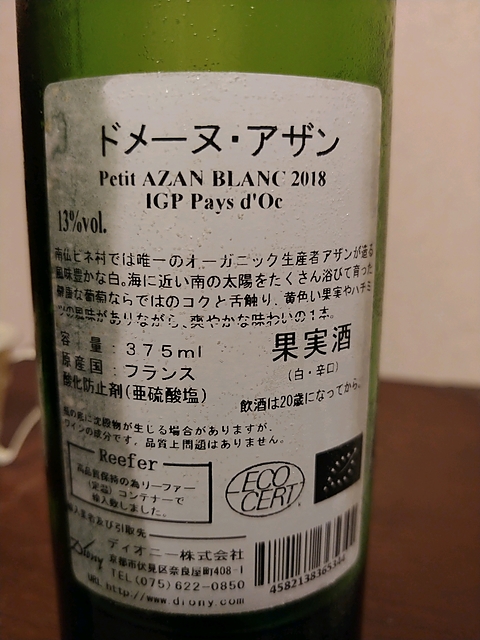 ドメーヌ・アザン
Petit AZAN BLANC 2018
IGP Pays d'Oc
13%vol.
南仏ピネ村では唯一のオーガニック生産者アザンが造る
風味豊かな白。海に近い南の太陽をたくさん浴びて育った
健康な葡萄ならではのコクと舌触り、黄色い果実やハチミ
ツの風味がありながら、爽やかな味わいの1本。
容 量：375ml
果実酒
原産国：フランス
(白・辛口)
酸化防止剤(亜硫酸塩)
飲酒は20歳になってから。
瓶の底に沈殿物が生じる場合がありますが、
ワインの成分です。品質上問題はありません。
Reefer
高品質保持の為リーファー
(定温)コンテナーで
輸入致しました。
ECO
CERT
輸入業者及び引取先
Diony
ディオニー株式会社
京都市伏見区奈良屋町408-1
TEL(075)622-0850
URL http://www.diony.com
4582138365344